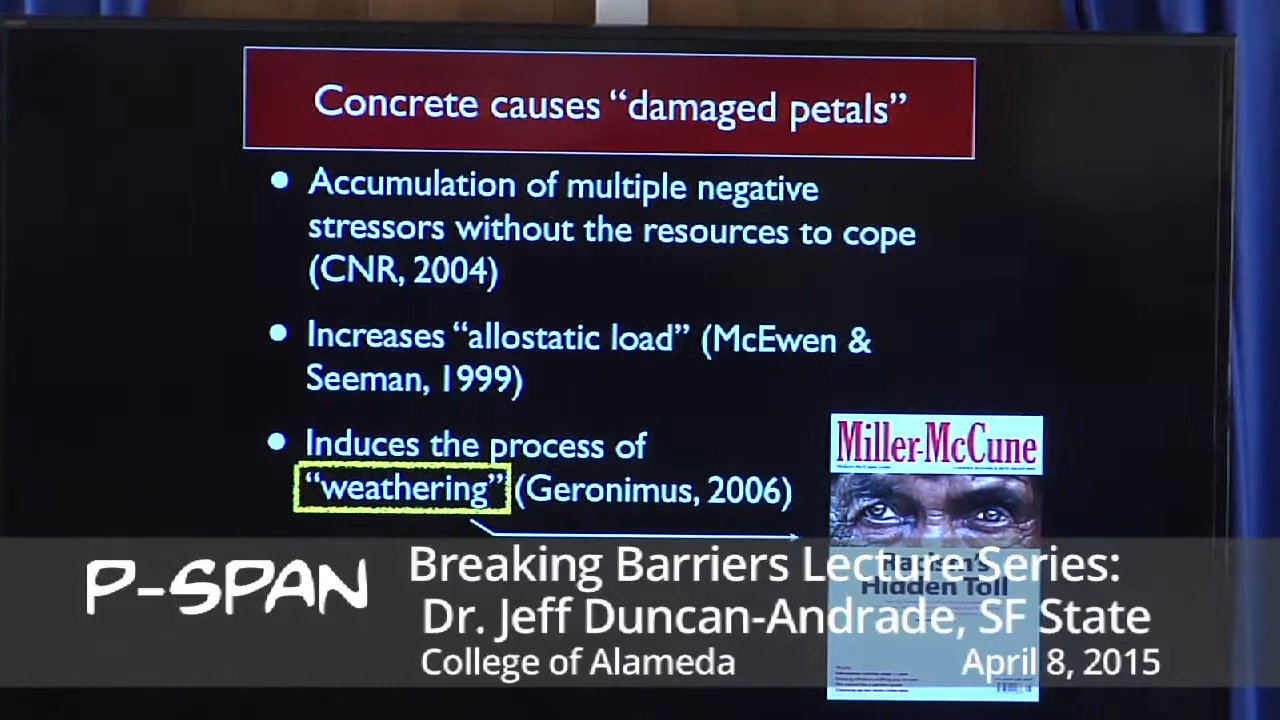 Concrete causes “damaged petals”
• Accumulation of multiple negative
stressors without the resources to cope
(CNR, 2004)
• Increases “allostatic load” (McEwen &
Seeman, 1999)
• Induces the process of
“weathering” (Geronimus, 2006)
Miller-McCune
Hidden Toll
P-SPAN
Breaking Barriers Lecture Series:
Dr. Jeff Duncan-Andrade, SF State
College of Alameda
April 8, 2015